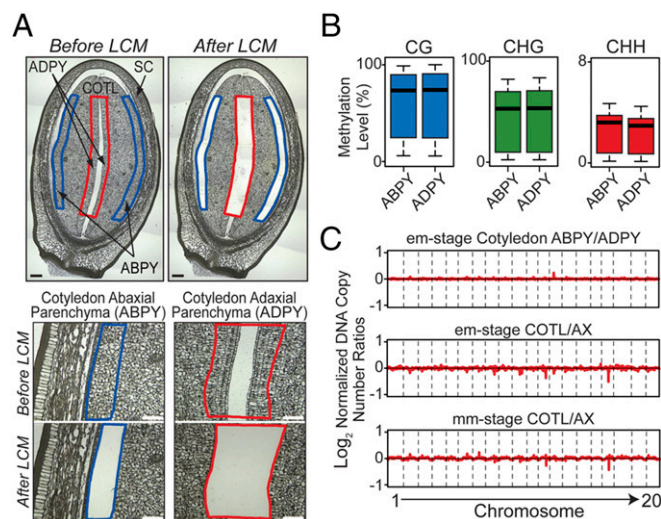 A
Before LCM
After LCM
ADPY
SC
COTL
ABPY
Cotyledon Abaxial
Parenchyma (ABPY)
Cotyledon Adaxial
Parenchyma (ADPY)
Before LCM
After LCM
B
CG
CHG
CHH
Methylation
Level (%)
100
0
100
0
8
0
ABPY
ADPY
ABPY
ADPY
ABPY
ADPY
C
em-stage Cotyledon ABPY/ADPY
1
0
-1
em-stage COTL/AX
1
0
-1
mm-stage COTL/AX
1
0
-1
Log2 Normalized DNA Copy
Number Ratios
1
Chromosome
20